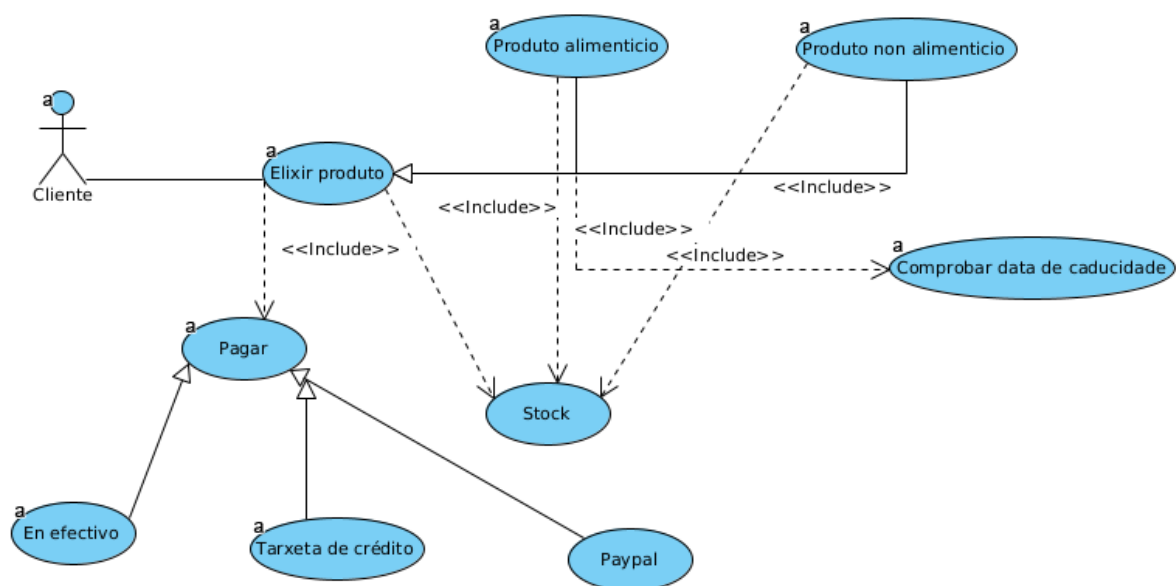 a
Produto alimenticio
a
Produto non alimenticio
a
Cliente
a
Elixir produto
<<Include>>
<<Include>>
<<Include>>
<<Include>>
<<Include>>
a
Comprobar data de caducidade
a
Pagar
Stock
a
En efectivo
a
Tarxeta de crédito
Paypal